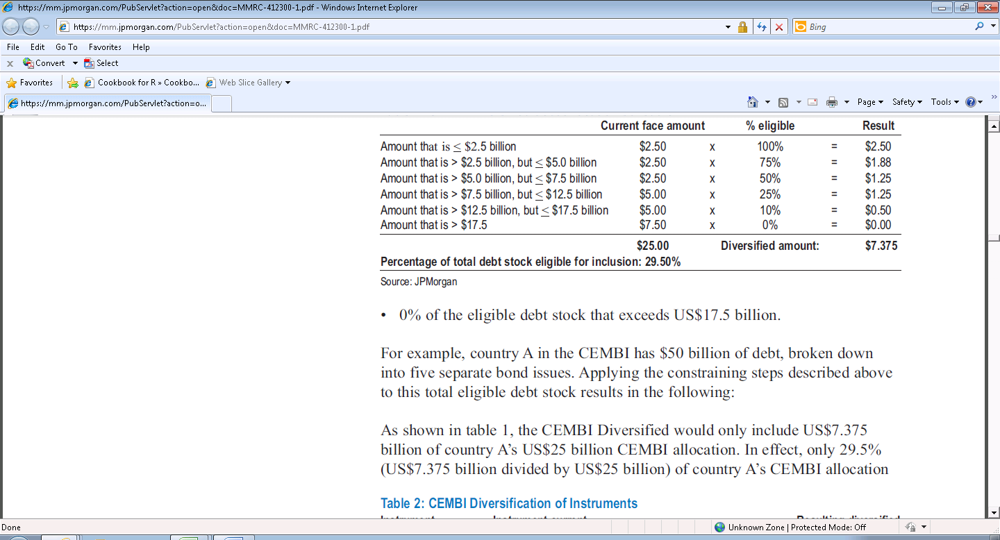 https://mm.jpmorgan.com/PubServlet?action=open&doc=MMRC-412300-1.pdf - Windows Internet Explorer
https://mm.jpmorgan.com/PubServlet?action=open&doc=MMRC-412300-1.pdf
Bing
File Edit Go To Favorites Help
x Convert Select
Favorites Cookbook for R » Cookbo... Web Slice Gallery
https://mm.jpmorgan.com/PubServlet?action=o... Page Safety Tools »
Current face amount % eligible Result
Amount that is ≤ $2.5 billion $2.50 x 100% = $2.50
Amount that is > $2.5 billion, but ≤ $5.0 billion $2.50 x 75% = $1.88
Amount that is > $5.0 billion, but ≤ $7.5 billion $2.50 x 50% = $1.25
Amount that is > $7.5 billion, but ≤ $12.5 billion $5.00 x 25% = $1.25
Amount that is > $12.5 billion, but ≤ $17.5 billion $5.00 x 10% = $0.50
Amount that is > $17.5 $7.50 x 0% = $0.00
$25.00 Diversified amount: $7.375
Percentage of total debt stock eligible for inclusion: 29.50%
Source: JPMorgan
• 0% of the eligible debt stock that exceeds US$17.5 billion.
For example, country A in the CEMBI has $50 billion of debt, broken down
into five separate bond issues. Applying the constraining steps described above
to this total eligible debt stock results in the following:
As shown in table 1, the CEMBI Diversified would only include US$7.375
billion of country A's US$25 billion CEMBI allocation. In effect, only 29.5%
(US$7.375 billion divided by US$25 billion) of country A's CEMBI allocation
Table 2: CEMBI Diversification of Instruments
Done Unknown Zone | Protected Mode: Off